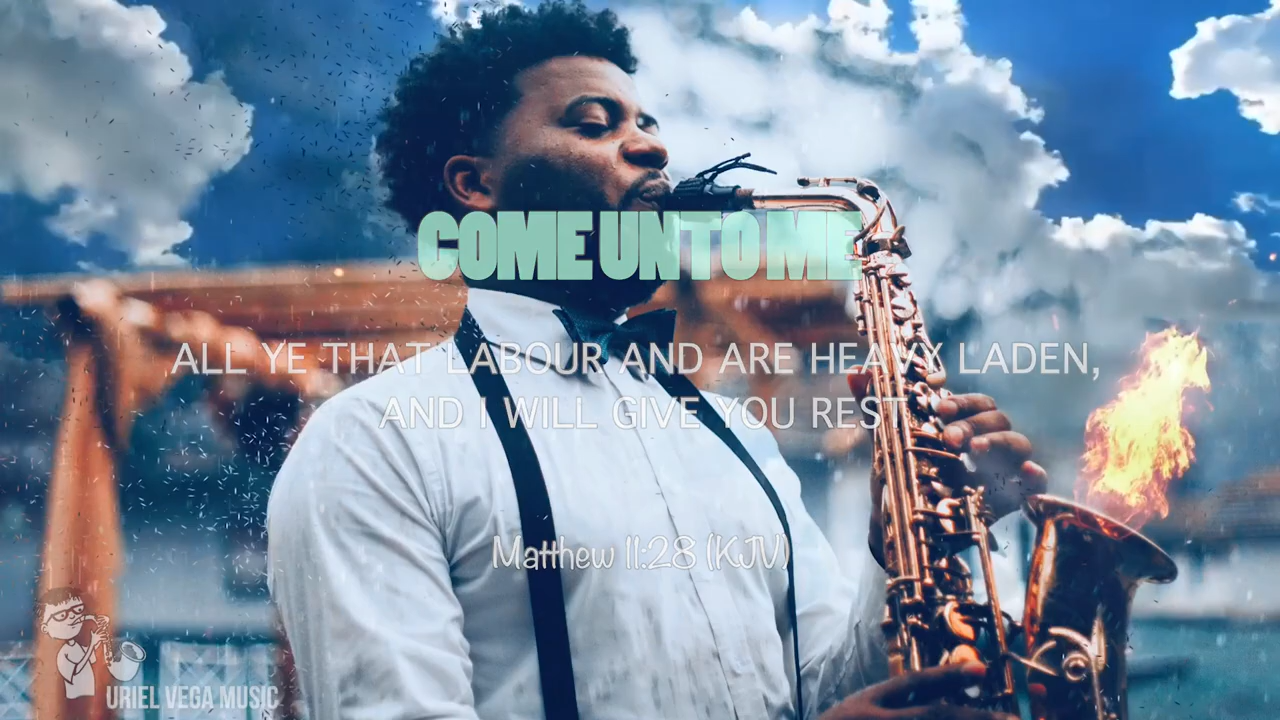 COME UNTO ME
ALL YE THAT LABOUR AND ARE HEAVY LADEN,
AND I WILL GIVE YOU REST
Matthew 11:28 (KJV)
URIEL VEGA MUSIC